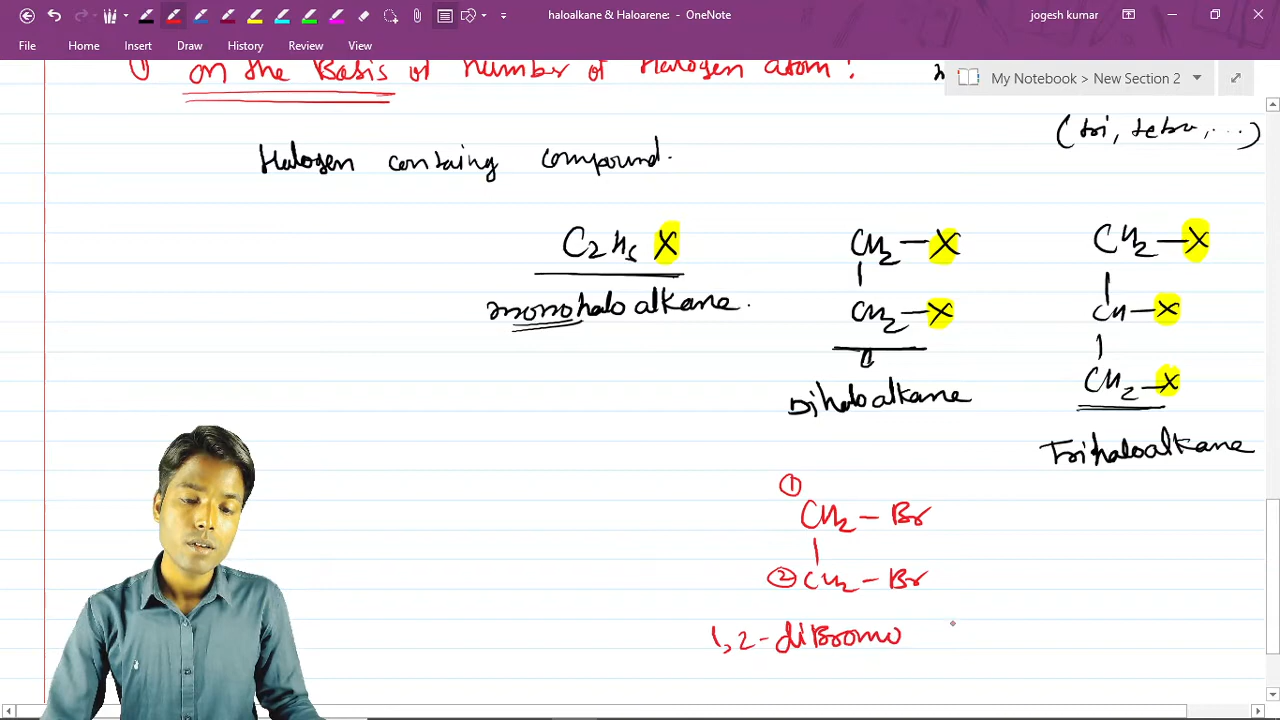 haloalkane & Haloarene: - OneNote
jogesh kumar
File Home Insert Draw History Review View
① on the Basis of number of Halogen atom :
My Notebook > New Section 2
(tri, tetra, ...)
Halogen containg compound.
C2H5 X
monohaloalkane.
CH2—X
CH2—X
Dihaloalkane
CH2—X
CH—X
CH2—X
Trihaloalkane
①
CH2 – Br
② CH2 – Br
1,2-diBromo